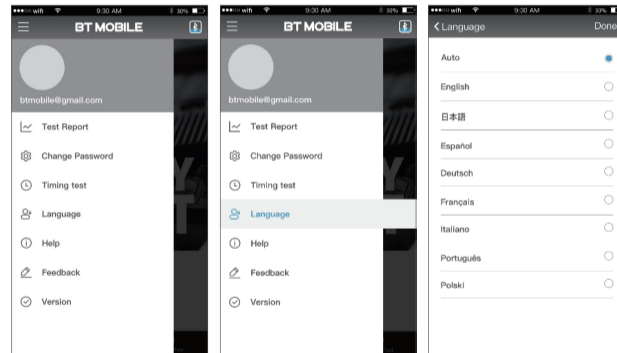 wifi 9:30 AM 30%
BT MOBILE
btmobile@gmail.com
Test Report
Change Password
Timing test
Language
Help
Feedback
Version
wifi 9:30 AM 30%
BT MOBILE
btmobile@gmail.com
Test Report
Change Password
Timing test
Language
Help
Feedback
Version
wifi 9:30 AM 30%
Language Done
Auto
English
日本語
Español
Deutsch
Français
Italiano
Português
Polski